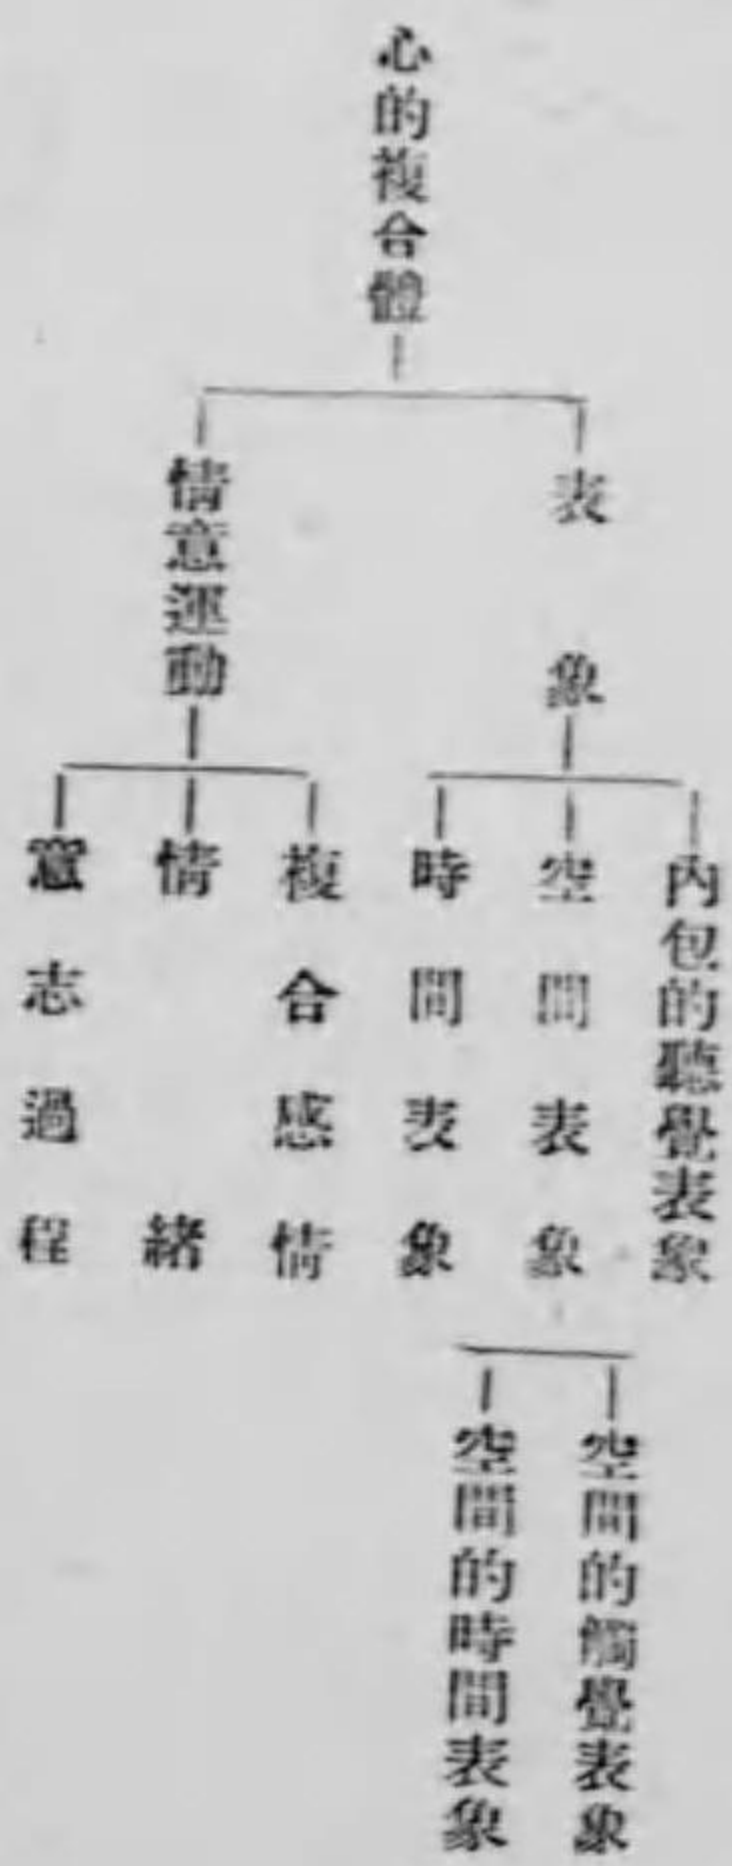 心的複合體
表象
情意運動
內包的聽覺表象
空間表象
時間表象
複合感情
情緒
意志過程
空間的觸覺表象
空間的時間表象